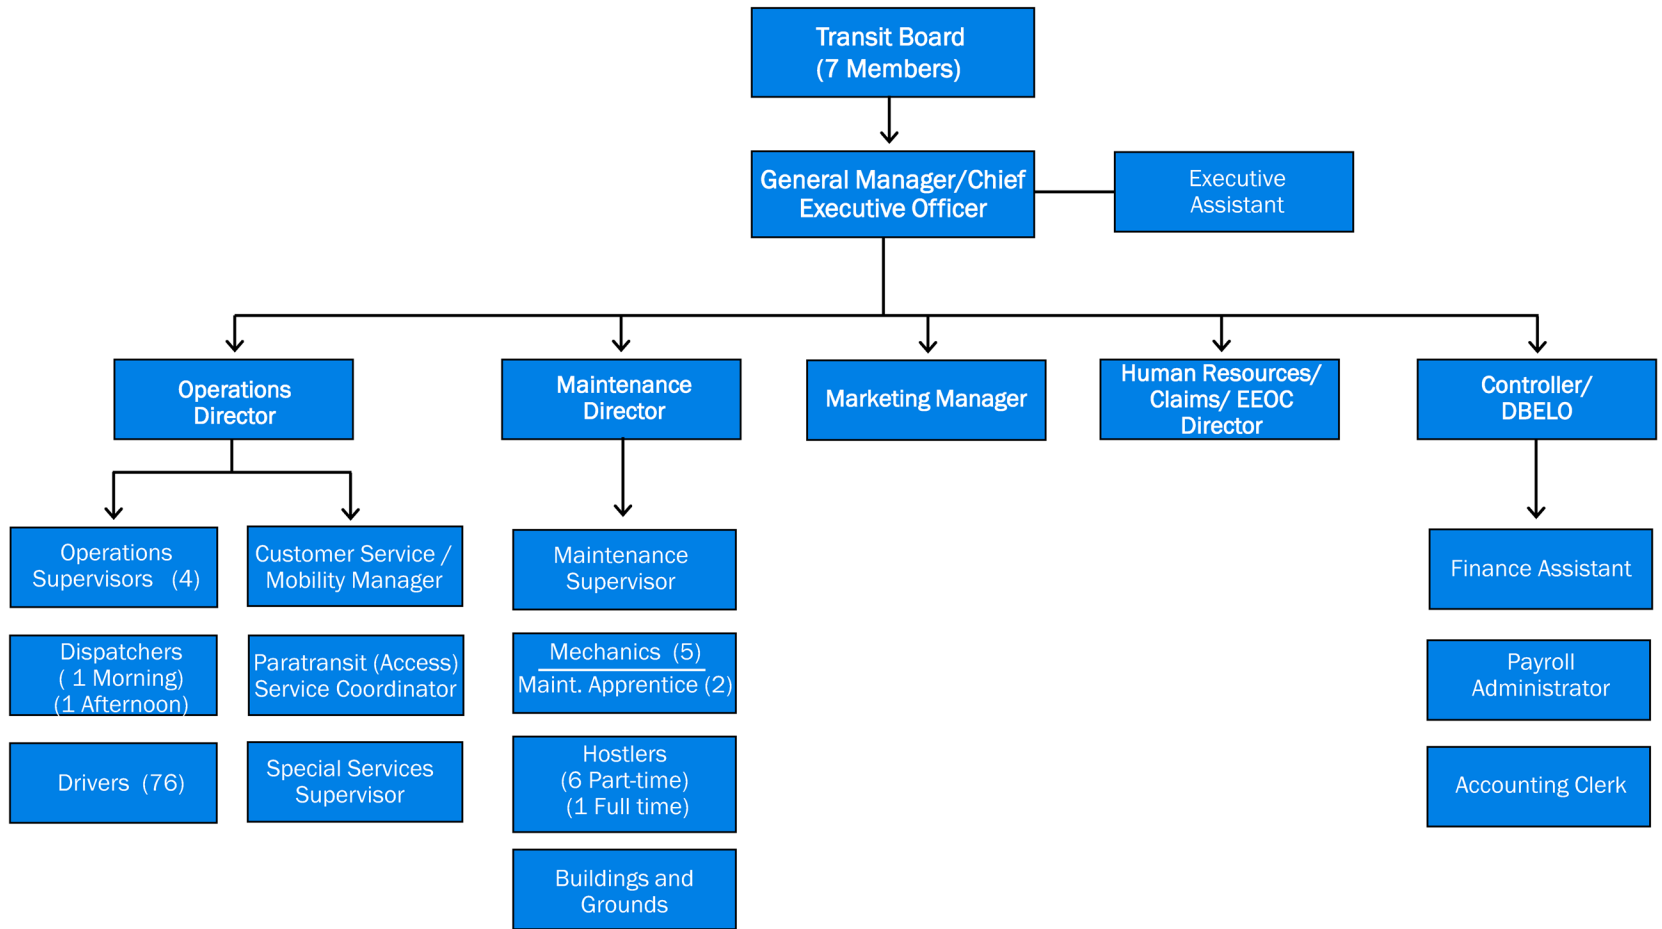 Transit Board
(7 Members)
General Manager/Chief
Executive Officer
Executive
Assistant
Operations
Director
Maintenance
Director
Marketing Manager
Human Resources/
Claims/ EEOC
Director
Controller/
DBELO
Operations
Supervisors (4)
Customer Service /
Mobility Manager
Maintenance
Supervisor
Finance Assistant
Dispatchers
( 1 Morning)
(1 Afternoon)
Paratransit (Access)
Service Coordinator
Mechanics (5)
Maint. Apprentice (2)
Payroll
Administrator
Drivers (76)
Special Services
Supervisor
Hostlers
(6 Part-time)
(1 Full time)
Accounting Clerk
Buildings and
Grounds